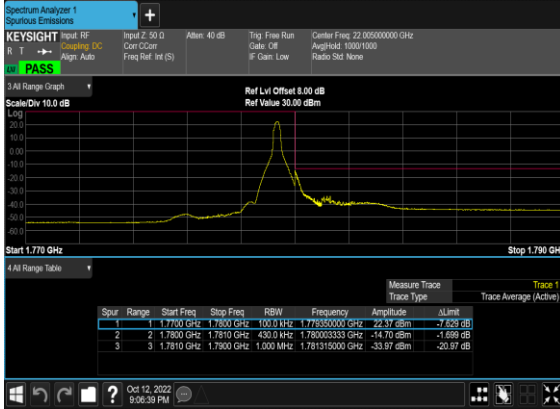 Spectrum Analyzer 1
Spurious Emissions
+
KEYSIGHT Input: RF Input Z: 50 Ω Atten: 40 dB Trig: Free Run Center Freq: 22.005000000 GHz
R T Coupling: DC Corr CCorr Gate: Off Avg|Hold: 1000/1000
Align: Auto Freq Ref: Int (S) IF Gain: Low Radio Std: None
PASS
3 All Range Graph Ref Lvl Offset 8.00 dB
Scale/Div 10.0 dB Ref Value 30.00 dBm
Log
20.0
10.0
0.00
-10.0
-20.0
-30.0
-40.0
-50.0
-60.0
Start 1.770 GHz Stop 1.790 GH
4 All Range Table
Measure Trace Trace 1
Trace Type Trace Average (Active)
Spur Range Start Freq Stop Freq RBW Frequency Amplitude ΔLimit
1 1 1.7700 GHz 1.7800 GHz 100.0 kHz 1.779350000 GHz 22.37 dBm -7.629 dB
2 2 1.7800 GHz 1.7810 GHz 430.0 kHz 1.780003333 GHz -14.70 dBm -1.699 dB
3 3 1.7810 GHz 1.7900 GHz 1.000 MHz 1.781315000 GHz -33.97 dBm -20.97 dB
? Oct 12, 2022
9:06:39 PM